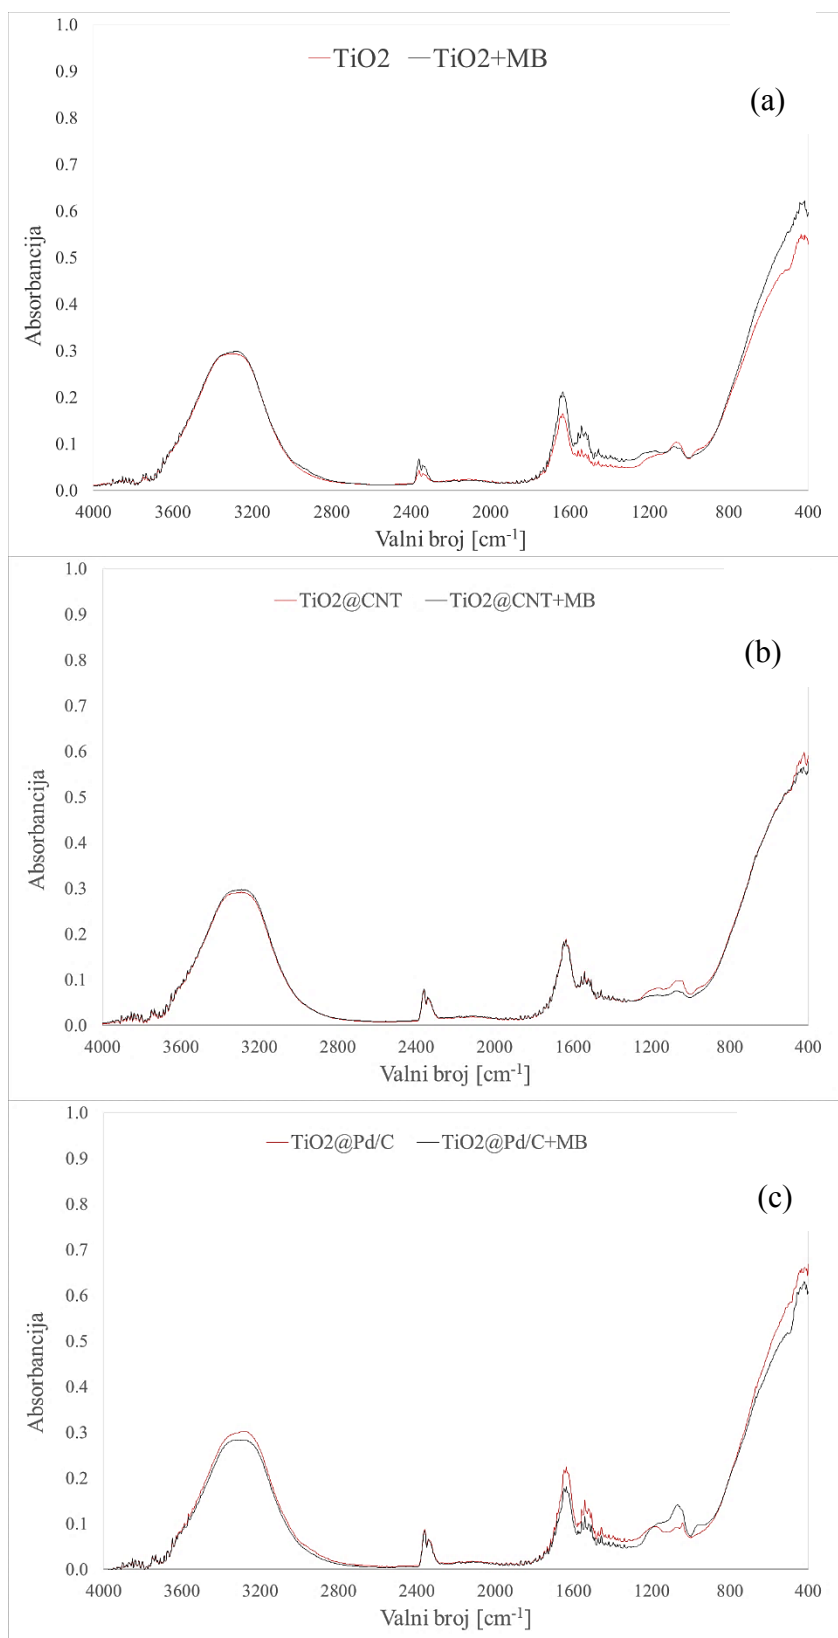 1.0
TiO2 TiO2+MB
0.9
(a)
0.8
0.7
0.6
0.5
0.4
0.3
0.2
0.1
0.0
Absorbancija
4000 3600 3200 2800 2400 2000 1600 1200 800 400
Valni broj [cm⁻¹]
1.0
TiO2@CNT TiO2@CNT+MB
0.9
(b)
0.8
0.7
0.6
0.5
0.4
0.3
0.2
0.1
0.0
Absorbancija
4000 3600 3200 2800 2400 2000 1600 1200 800 400
Valni broj [cm⁻¹]
1.0
TiO2@Pd/C TiO2@Pd/C+MB
0.9
(c)
0.8
0.7
0.6
0.5
0.4
0.3
0.2
0.1
0.0
Absorbancija
4000 3600 3200 2800 2400 2000 1600 1200 800 400
Valni broj [cm⁻¹]